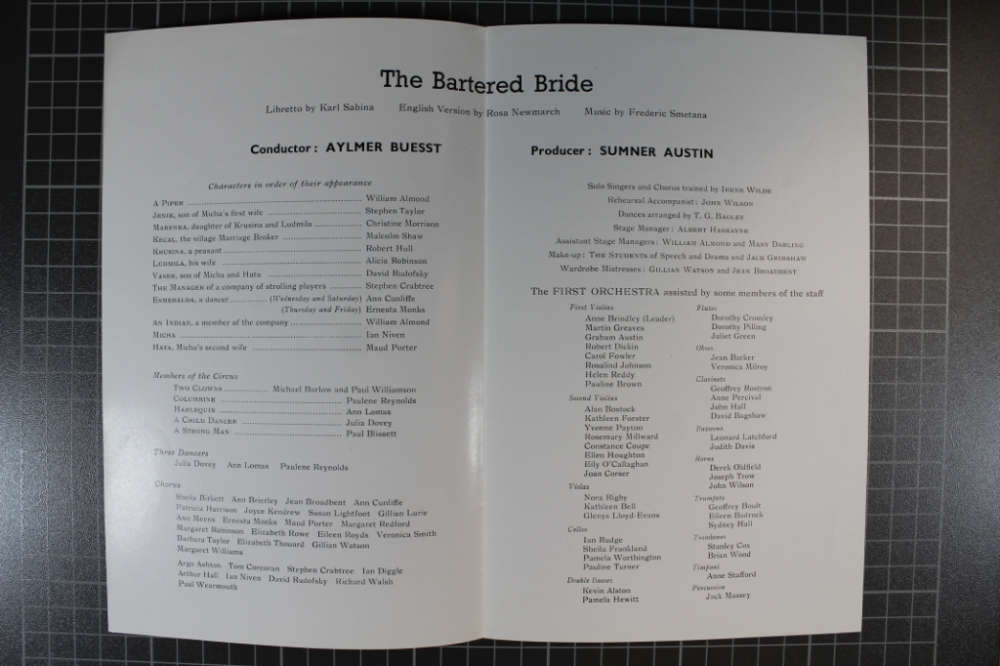 The Bartered Bride
Libretto by Karl Sabina English Version by Rosa Newmarch Music by Frederic Smetana
Conductor: AYLMER BUESST
Characters in order of their appearance
A PIPER William Almond
JENIK, son of Micha's first wife Stephen Taylor
MARENKA, daughter of Krusina and Ludmila Christine Morrison
KECAL, the village Marriage Broker Malcolm Shaw
KRUSINA, a peasant Robert Hull
LUDMILA, his wife Alicia Robinson
VASEK, son of Micha and Hata David Rudofsky
THE MANAGER of a company of strolling players Stephen Crabtree
ESMERALDA, a dancer (Wednesday and Saturday) Ann Cunliffe
(Thursday and Friday) Ernesta Monks
AN INDIAN, a member of the company William Almond
MICHA Ian Niven
HATA, Micha's second wife Maud Porter
Members of the Circus
TWO CLOWNS Michael Barlow and Paul Williamson
COLUMBINE Paulene Reynolds
HARLEQUIN Ann Lomas
A CHILD DANCER Julia Dovey
A STRONG MAN Paul Blissett
Three Dancers
Julia Dovey Ann Lomas Paulene Reynolds
Chorus
Sheila Birkett Ann Brierley Jean Broadbent Ann Cunliffe
Patricia Harrison Joyce Kendrew Susan Lightfoot Gillian Lurie
Ann Meens Ernesta Monks Maud Porter Margaret Redford
Margaret Robinson Elizabeth Rowe Eileen Royds Veronica Smith
Barbara Taylor Elizabeth Thouard Gillian Watson
Margaret Williams
Argo Ashton Tom Corcoran Stephen Crabtree Ian Diggle
Arthur Hall Ian Niven David Rudofsky Richard Walsh
Paul Wearmouth
Producer: SUMNER AUSTIN
Solo Singers and Chorus trained by IRENE WILDE
Rehearsal Accompanist: JOHN WILSON
Dances arranged by T. G. BAGLEY
Stage Manager: ALBERT HASKAYNE
Assistant Stage Managers: WILLIAM ALMOND and MARY DARLING
Make-up: THE STUDENTS of Speech and Drama and JACK GRIMSHAW
Wardrobe Mistresses: GILLIAN WATSON and JEAN BROADBENT
The FIRST ORCHESTRA assisted by some members of the staff
First Violins
Anne Brindley (Leader)
Martin Greaves
Graham Austin
Robert Dickin
Carol Fowler
Rosalind Johnson
Helen Reddy
Pauline Brown
Second Violins
Alan Bostock
Kathleen Forster
Yvonne Payton
Rosemary Millward
Constance Coupe
Ellen Houghton
Eily O'Callaghan
Joan Corser
Violas
Nora Rigby
Kathleen Bell
Glenys Lloyd-Evans
Cellos
Ian Rudge
Sheila Frankland
Pamela Worthington
Pauline Turner
Double Basses
Kevin Alston
Pamela Hewitt
Flutes
Dorothy Crossley
Dorothy Pilling
Juliet Green
Oboes
Jean Barker
Veronica Milroy
Clarinets
Geoffrey Rostron
Anne Percival
John Hall
David Bagshaw
Bassoons
Leonard Latchford
Judith Davis
Horns
Derek Oldfield
Joseph Trow
John Wilson
Trumpets
Geoffrey Boult
Eileen Bodrock
Sydney Hall
Trombones
Stanley Cox
Brian Wood
Timpani
Anne Stafford
Percussion
Jack Massey